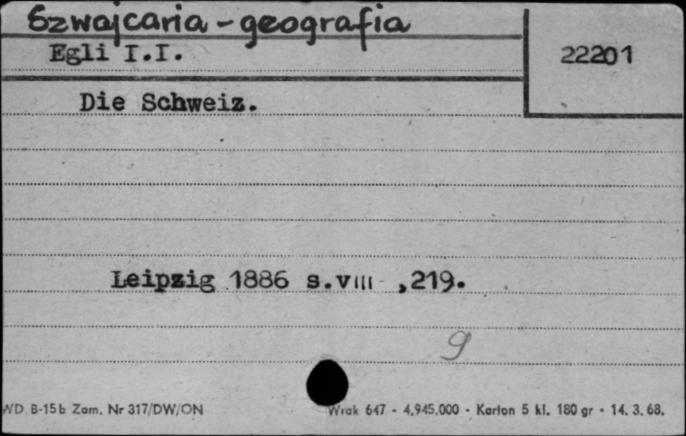 Szwajcaria - geografia
Egli I.I.
22201
Die Schweiz.
Leipzig 1886 s.VIII ,219.
9
WD. B-15b Zam. Nr 317/DW/ON
Wrak 647 - 4.945.000 - Karton 5 kl. 180 gr - 14. 3. 68.